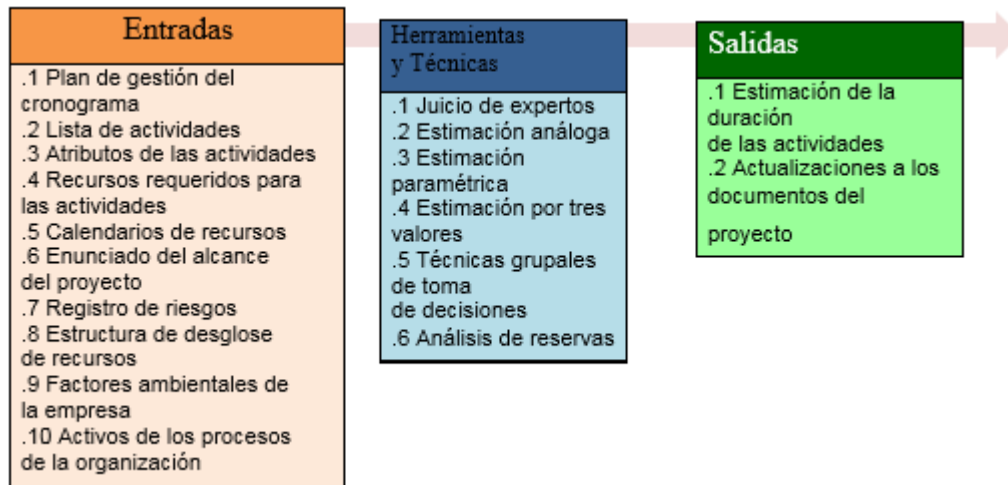 Entradas
.1 Plan de gestión del
cronograma
.2 Lista de actividades
.3 Atributos de las actividades
.4 Recursos requeridos para
las actividades
.5 Calendarios de recursos
.6 Enunciado del alcance
del proyecto
.7 Registro de riesgos
.8 Estructura de desglose
de recursos
.9 Factores ambientales de
la empresa
.10 Activos de los procesos
de la organización
Herramientas
y Técnicas
.1 Juicio de expertos
.2 Estimación análoga
.3 Estimación
paramétrica
.4 Estimación por tres
valores
.5 Técnicas grupales
de toma
de decisiones
.6 Análisis de reservas
Salidas
.1 Estimación de la
duración
de las actividades
.2 Actualizaciones a los
documentos del
proyecto